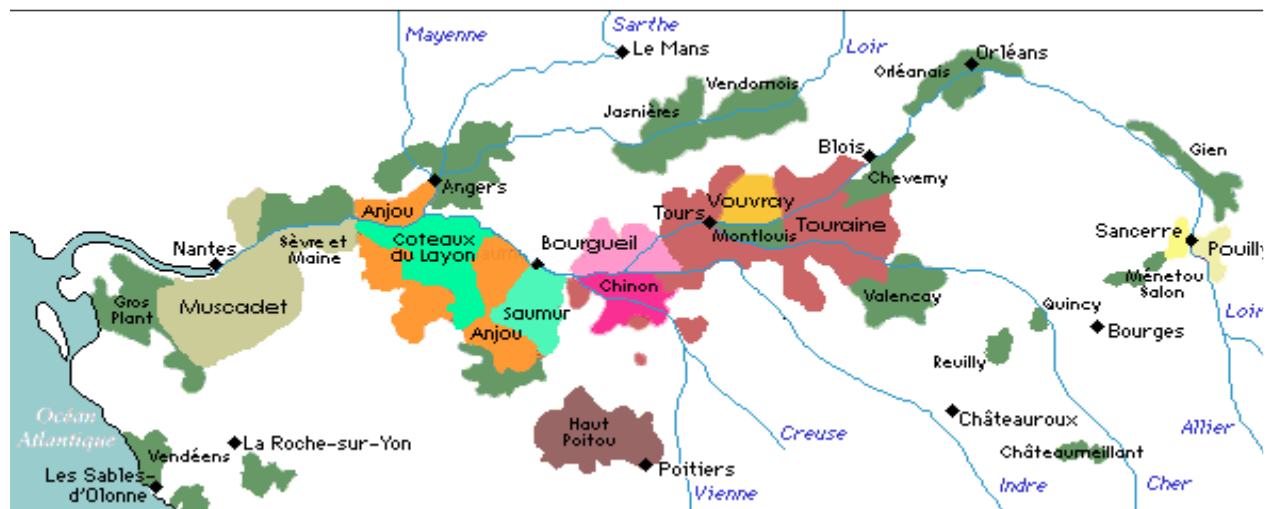 Sarthe
Mayenne
Le Mans
Loir
Orléans
Orléanais
Vendomois
Jasnières
Gien
Blois
Cheverny
Angers
Anjou
Vouvray
Tours
Touraine
Montlouis
Sancerre
Pouilly
Nantes
Sèvre et
Maine
Coteaux
du Layon
Bourgueil
Ménetou
Salon
Chinon
Valencay
Quincy
Gros
Plant
Muscadet
Saumur
Anjou
Bourges
Loir
Reuilly
Océan
Atlantique
Haut
Poitou
Châteauroux
Creuse
Allier
La Roche-sur-Yon
Vendéens
Châteaumeillant
Poitiers
Les Sables-
d'Olonne
Vienne
Indre
Cher